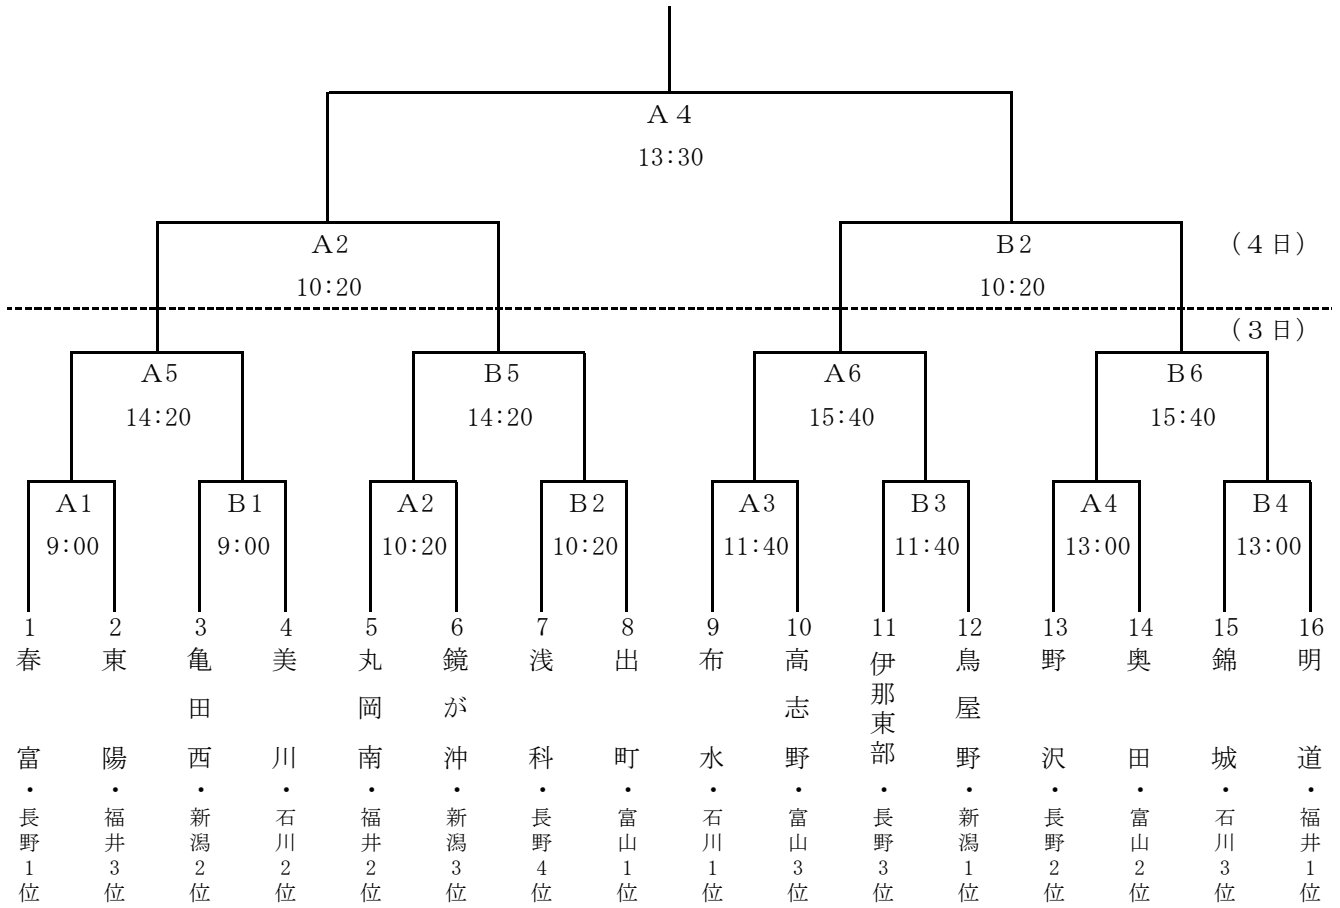 A 4
13:30
A2
B2
(4日)
10:20
10:20
(3日)
A5
B5
A6
B6
14:20
14:20
15:40
15:40
A1
B1
A2
B2
A3
B3
A4
B4
9:00
9:00
10:20
10:20
11:40
11:40
13:00
13:00
1
春富・長野1位
2
東陽・福井3位
3
亀田西・新潟2位
4
美川・石川2位
5
丸岡南・福井2位
6
鏡が沖・新潟3位
7
浅科・長野4位
8
出町・富山1位
9
布水・石川1位
10
高志野・富山3位
11
伊那東部・長野3位
12
鳥屋野・新潟1位
13
野沢・長野2位
14
奥田・富山2位
15
錦城・石川3位
16
明道・福井1位